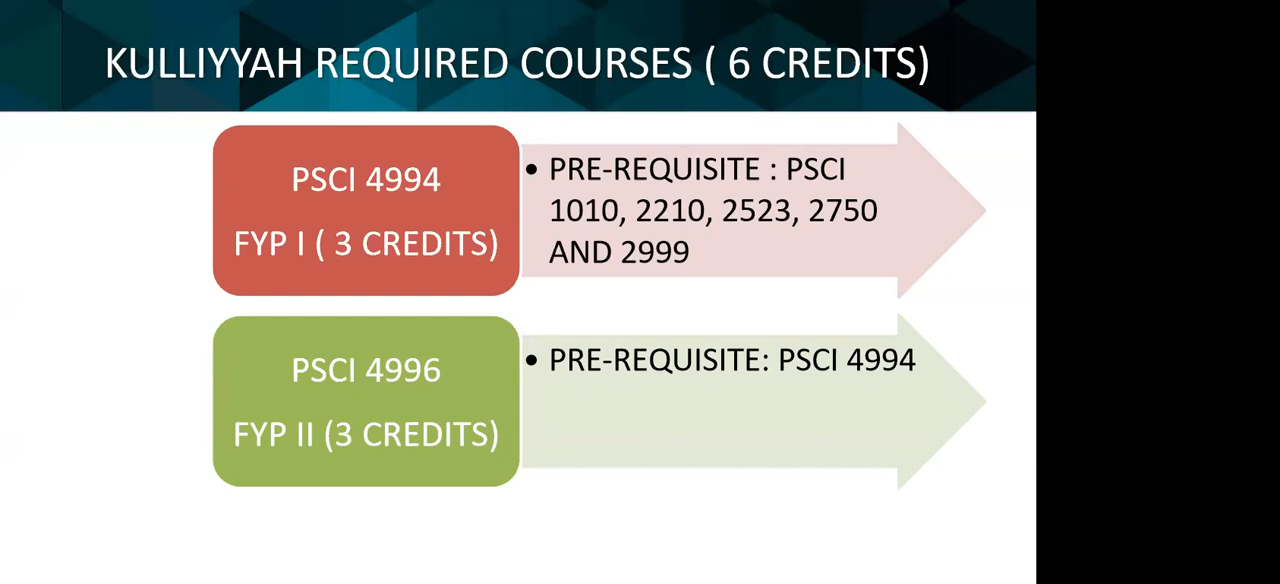 KULLIYYAH REQUIRED COURSES ( 6 CREDITS)
PSCI 4994
FYP I ( 3 CREDITS)
• PRE-REQUISITE : PSCI
1010, 2210, 2523, 2750
AND 2999
PSCI 4996
FYP II (3 CREDITS)
• PRE-REQUISITE: PSCI 4994